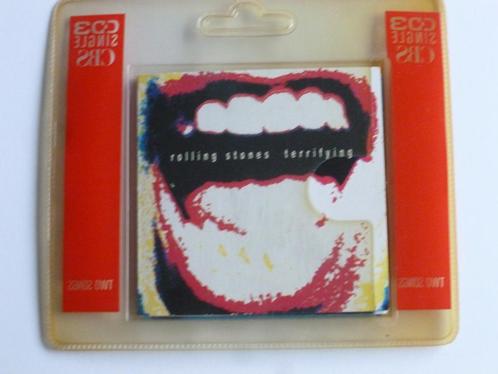 CD3
SINGLE
CBS
rolling stones terrifying
TWO SONGS
CD3
SINGLE
CBS
TWO SONGS